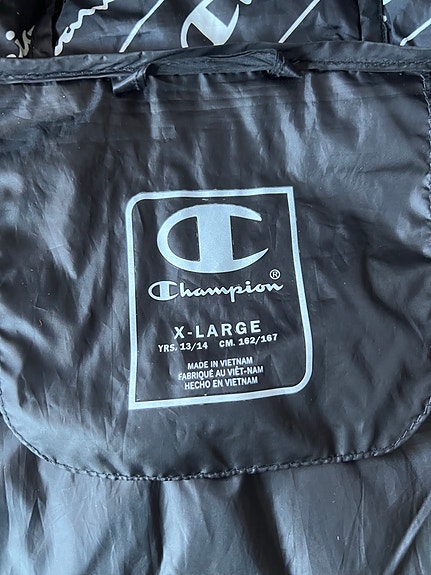 Champion®
X-LARGE
YRS. 13/14 CM. 162/167
MADE IN VIETNAM
FABRIQUÉ AU VIÊT-NAM
HECHO EN VIETNAM